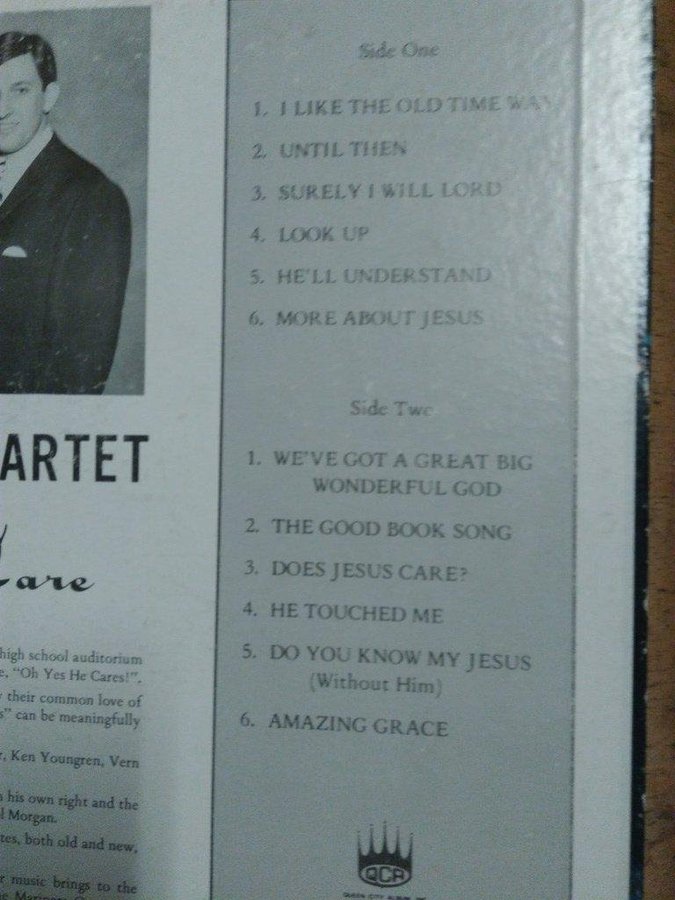 ARTET
are
high school auditorium
e, "Oh Yes He Cares!",
their common love of
s" can be meaningfully
r, Ken Youngren, Vern
his own right and the
l Morgan.
tes, both old and new,
r music brings to the
Side One
1. I LIKE THE OLD TIME WAY
2. UNTIL THEN
3. SURELY I WILL LORD
4. LOOK UP
5. HE'LL UNDERSTAND
6. MORE ABOUT JESUS
Side Two
1. WE'VE GOT A GREAT BIG
WONDERFUL GOD
2. THE GOOD BOOK SONG
3. DOES JESUS CARE?
4. HE TOUCHED ME
5. DO YOU KNOW MY JESUS
(Without Him)
6. AMAZING GRACE
QCA
QUEEN CITY